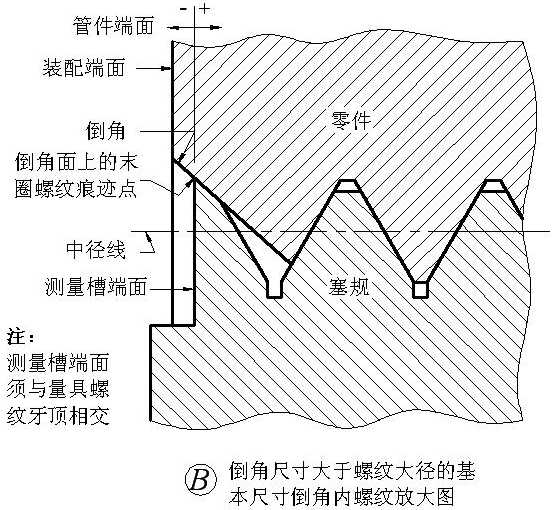 - +
管件端面
装配端面
倒角
零件
倒角面上的末
圈螺纹痕迹点
中径线
测量槽端面
塞规
注:
测量槽端面
须与量具螺
纹牙顶相交
B 倒角尺寸大于螺纹大径的基
本尺寸倒角内螺纹放大图